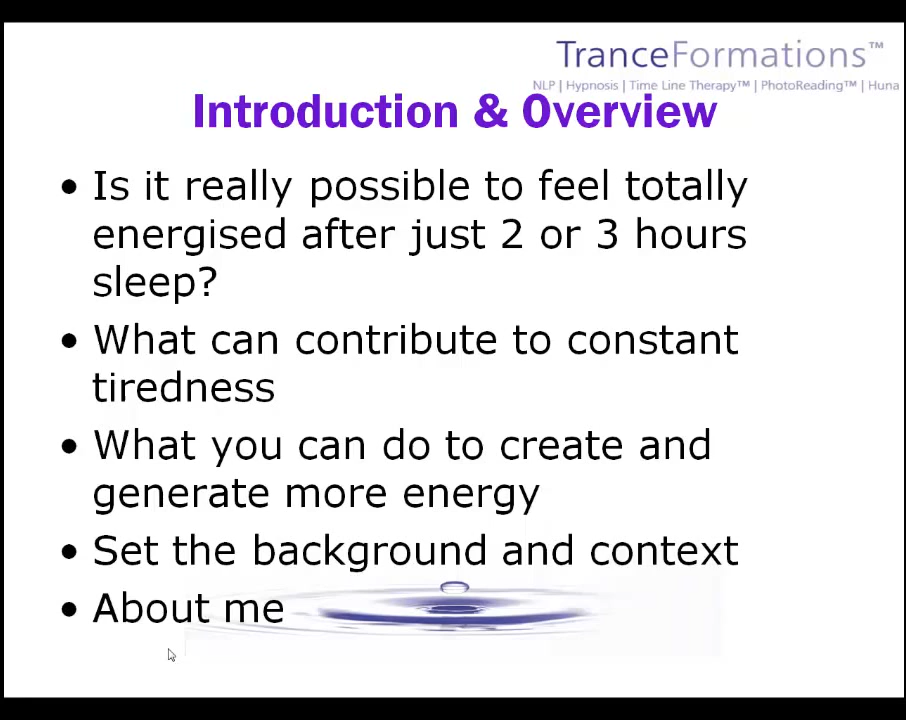 TranceFormations™
NLP | Hypnosis | Time Line Therapy™ | PhotoReading™ | Huna
Introduction & Overview
• Is it really possible to feel totally
energised after just 2 or 3 hours
sleep?
• What can contribute to constant
tiredness
• What you can do to create and
generate more energy
• Set the background and context
• About me